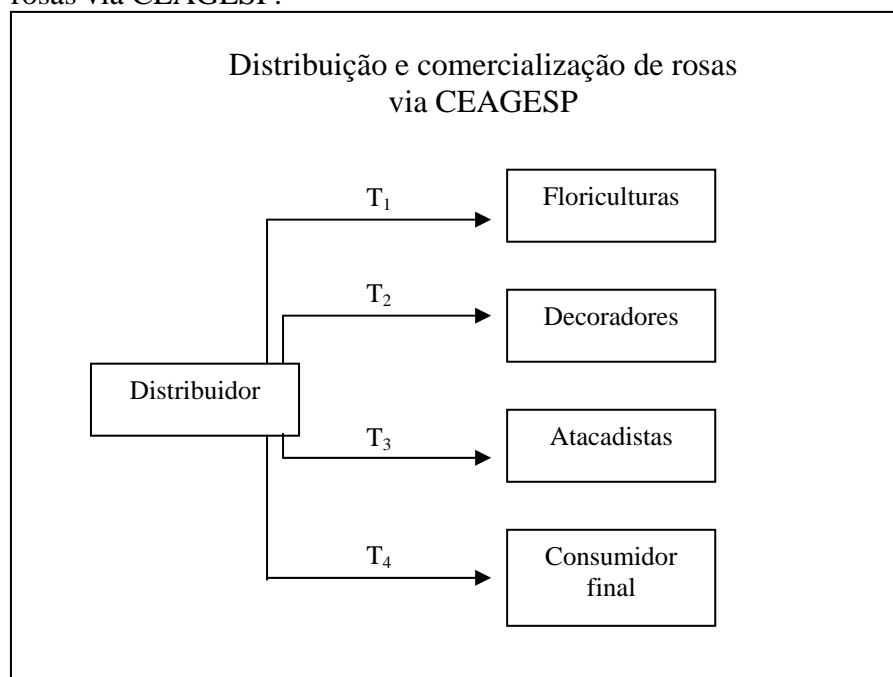 rosas via CEAGESP.
Distribuição e comercialização de rosas
via CEAGESP
T1
Floriculturas
T2
Decoradores
Distribuidor
T3
Atacadistas
T4
Consumidor
final